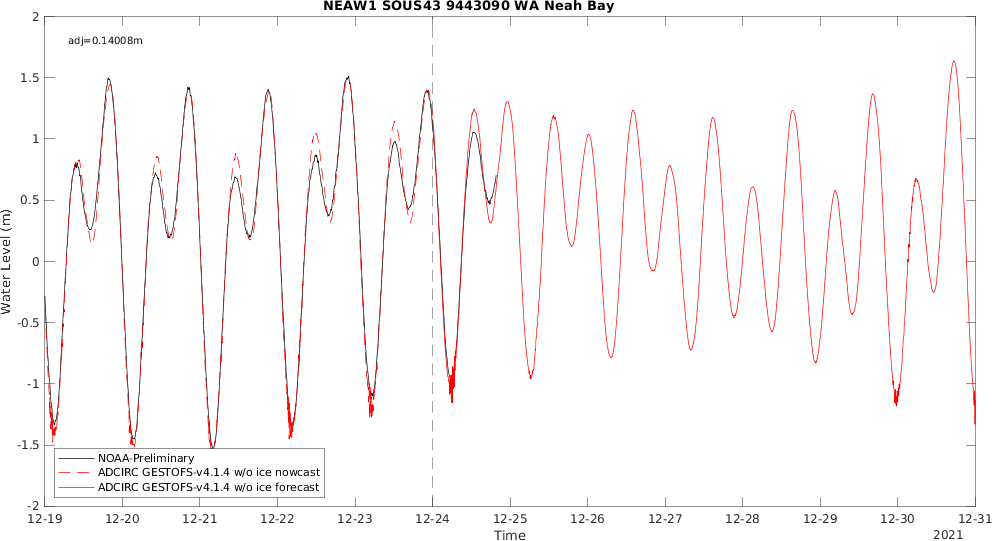 NEAW1 SOUS43 9443090 WA Neah Bay
adj=0.14008m
2
1.5
1
0.5
0
-0.5
-1
-1.5
-2
Water Level (m)
NOAA-Preliminary
ADCIRC GESTOFS-v4.1.4 w/o ice nowcast
ADCIRC GESTOFS-v4.1.4 w/o ice forecast
12-19 12-20 12-21 12-22 12-23 12-24 12-25 12-26 12-27 12-28 12-29 12-30 12-31
Time
2021